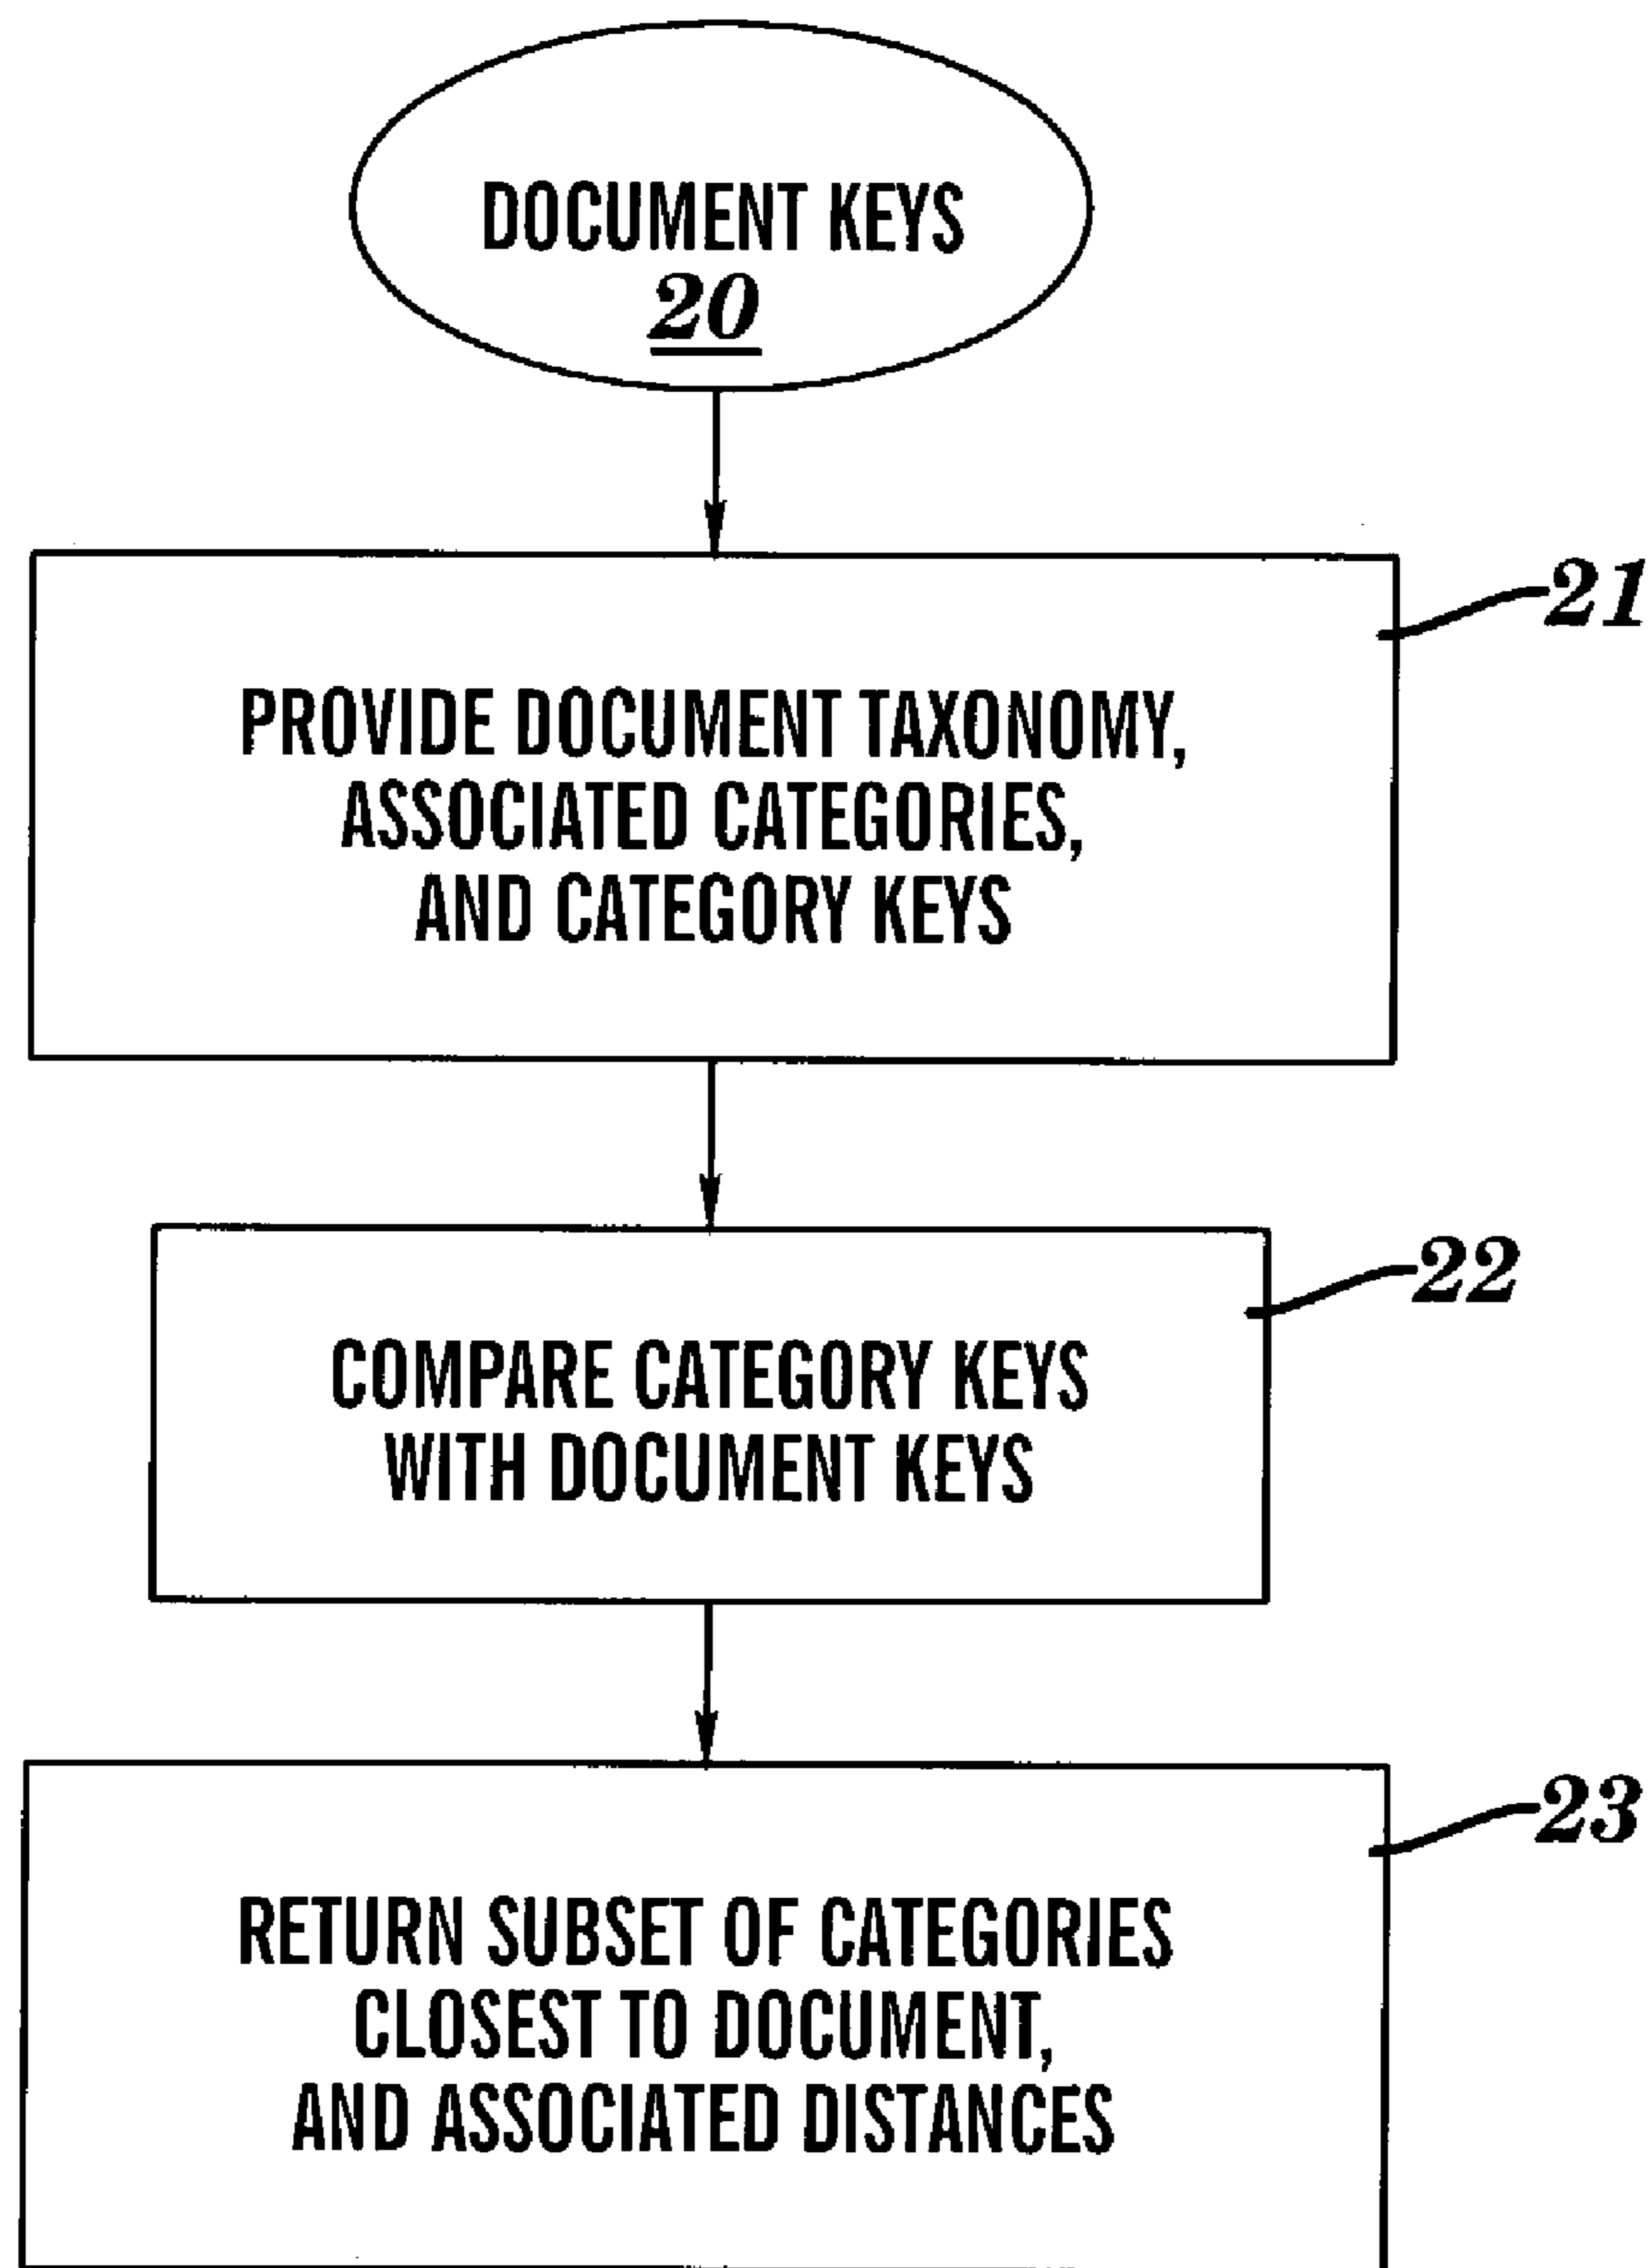 DOCUMENT KEYS
20
21
PROVIDE DOCUMENT TAXONOMY,
ASSOCIATED CATEGORIES,
AND CATEGORY KEYS
22
COMPARE CATEGORY KEYS
WITH DOCUMENT KEYS
23
RETURN SUBSET OF CATEGORIES
CLOSEST TO DOCUMENT,
AND ASSOCIATED DISTANCES